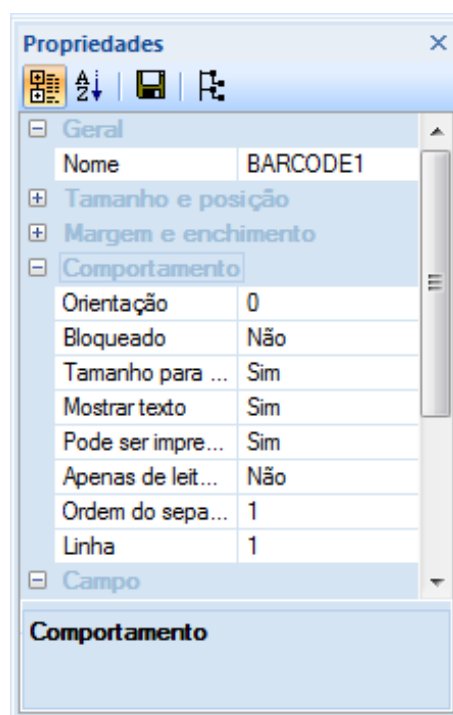 Propriedades
Geral
Nome BARCODE1
Tamanho e posição
Margem e enchimento
Comportamento
Orientação 0
Bloqueado Não
Tamanho para ... Sim
Mostrar texto Sim
Pode ser impre... Sim
Apenas de leit... Não
Ordem do sepa... 1
Linha 1
Campo
Comportamento